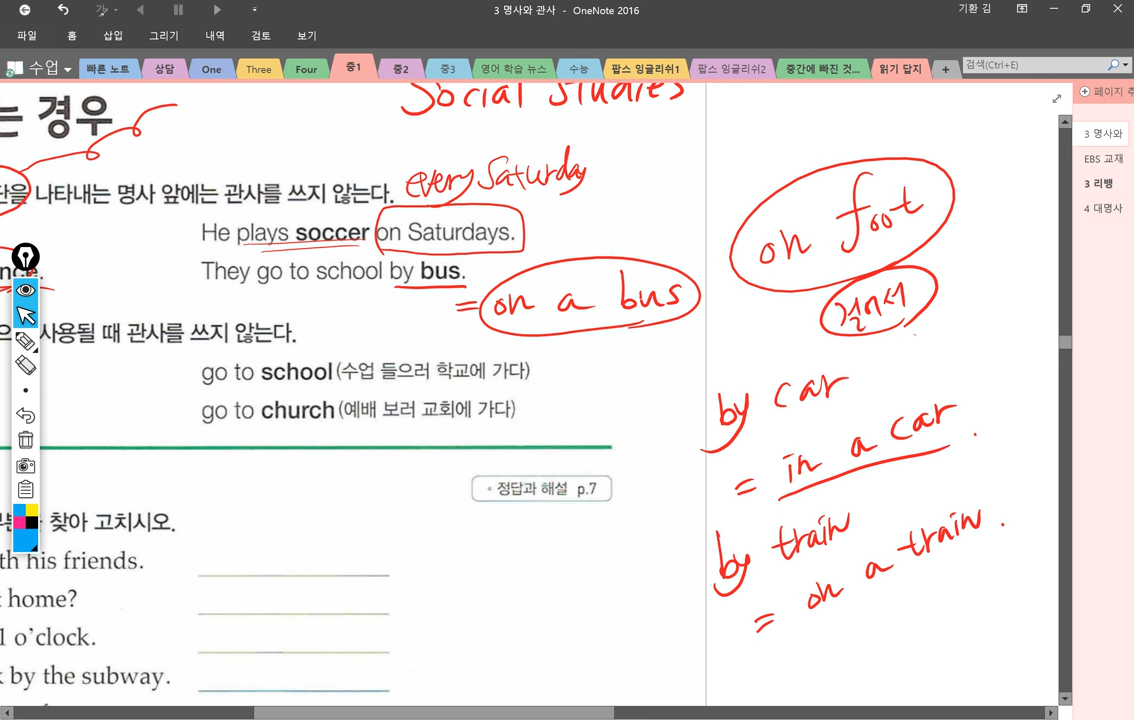 3 명사와 관사 - OneNote 2016
기환 김
파일 홈 삽입 그리기 내역 검토 보기
수업 빠른 노트 상담 One Three Four 중1 중2 중3 영어 학습 뉴스 수능 팝스 잉글리쉬1 팝스 잉글리쉬2 중간에 빠진 것... 읽기 답지 + 검색(Ctrl+E)
페이지 추
3 명사와
EBS 교재
3 리뱅
4 대명사
Social Studies
는 경우
단을 나타내는 명사 앞에는 관사를 쓰지 않는다.
every Saturday
He plays soccer on Saturdays.
They go to school by bus.
= on a bus
으로 사용될 때 관사를 쓰지 않는다.
go to school (수업 들으러 학교에 가다)
go to church (예배 보러 교회에 가다)
• 정답과 해설 p.7
찾아 고치시오.
th his friends.
home?
1 o'clock.
k by the subway.
on foot
걸어서
by car
= in a car.
by train
= on a train.